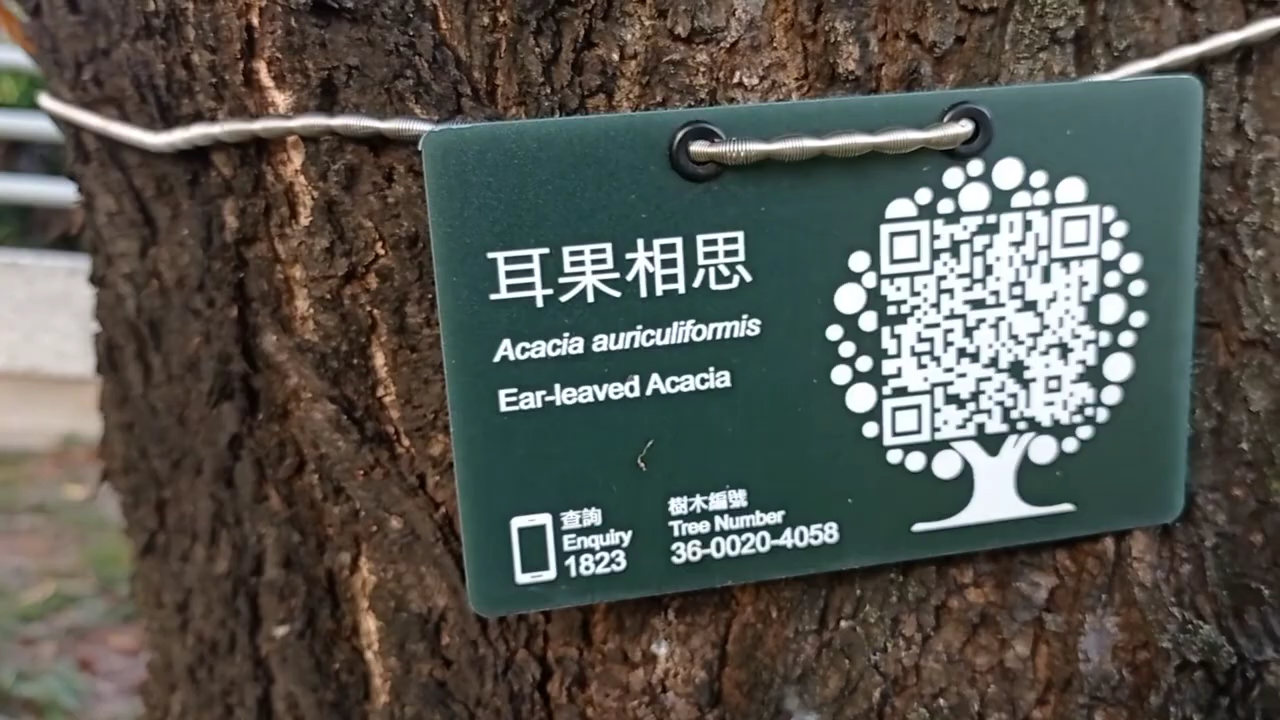 耳果相思
Acacia auriculiformis
Ear-leaved Acacia
查詢
Enquiry
1823
樹木編號
Tree Number
36-0020-4058